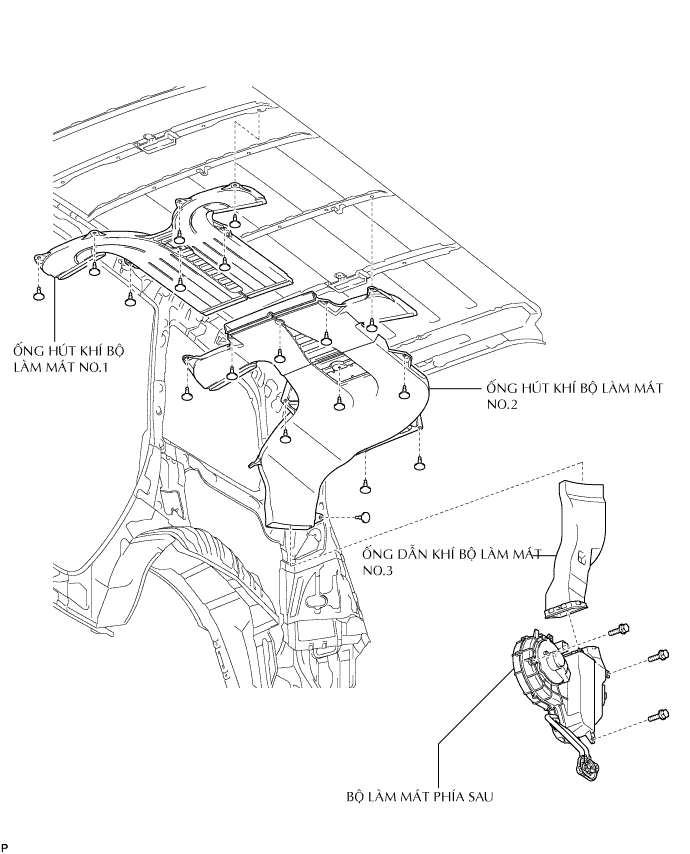 ỐNG HÚT KHÍ BỘ
LÀM MÁT NO.1
ỐNG HÚT KHÍ BỘ LÀM MÁT
NO.2
ỐNG DẪN KHÍ BỘ LÀM MÁT
NO.3
BỘ LÀM MÁT PHÍA SAU
P